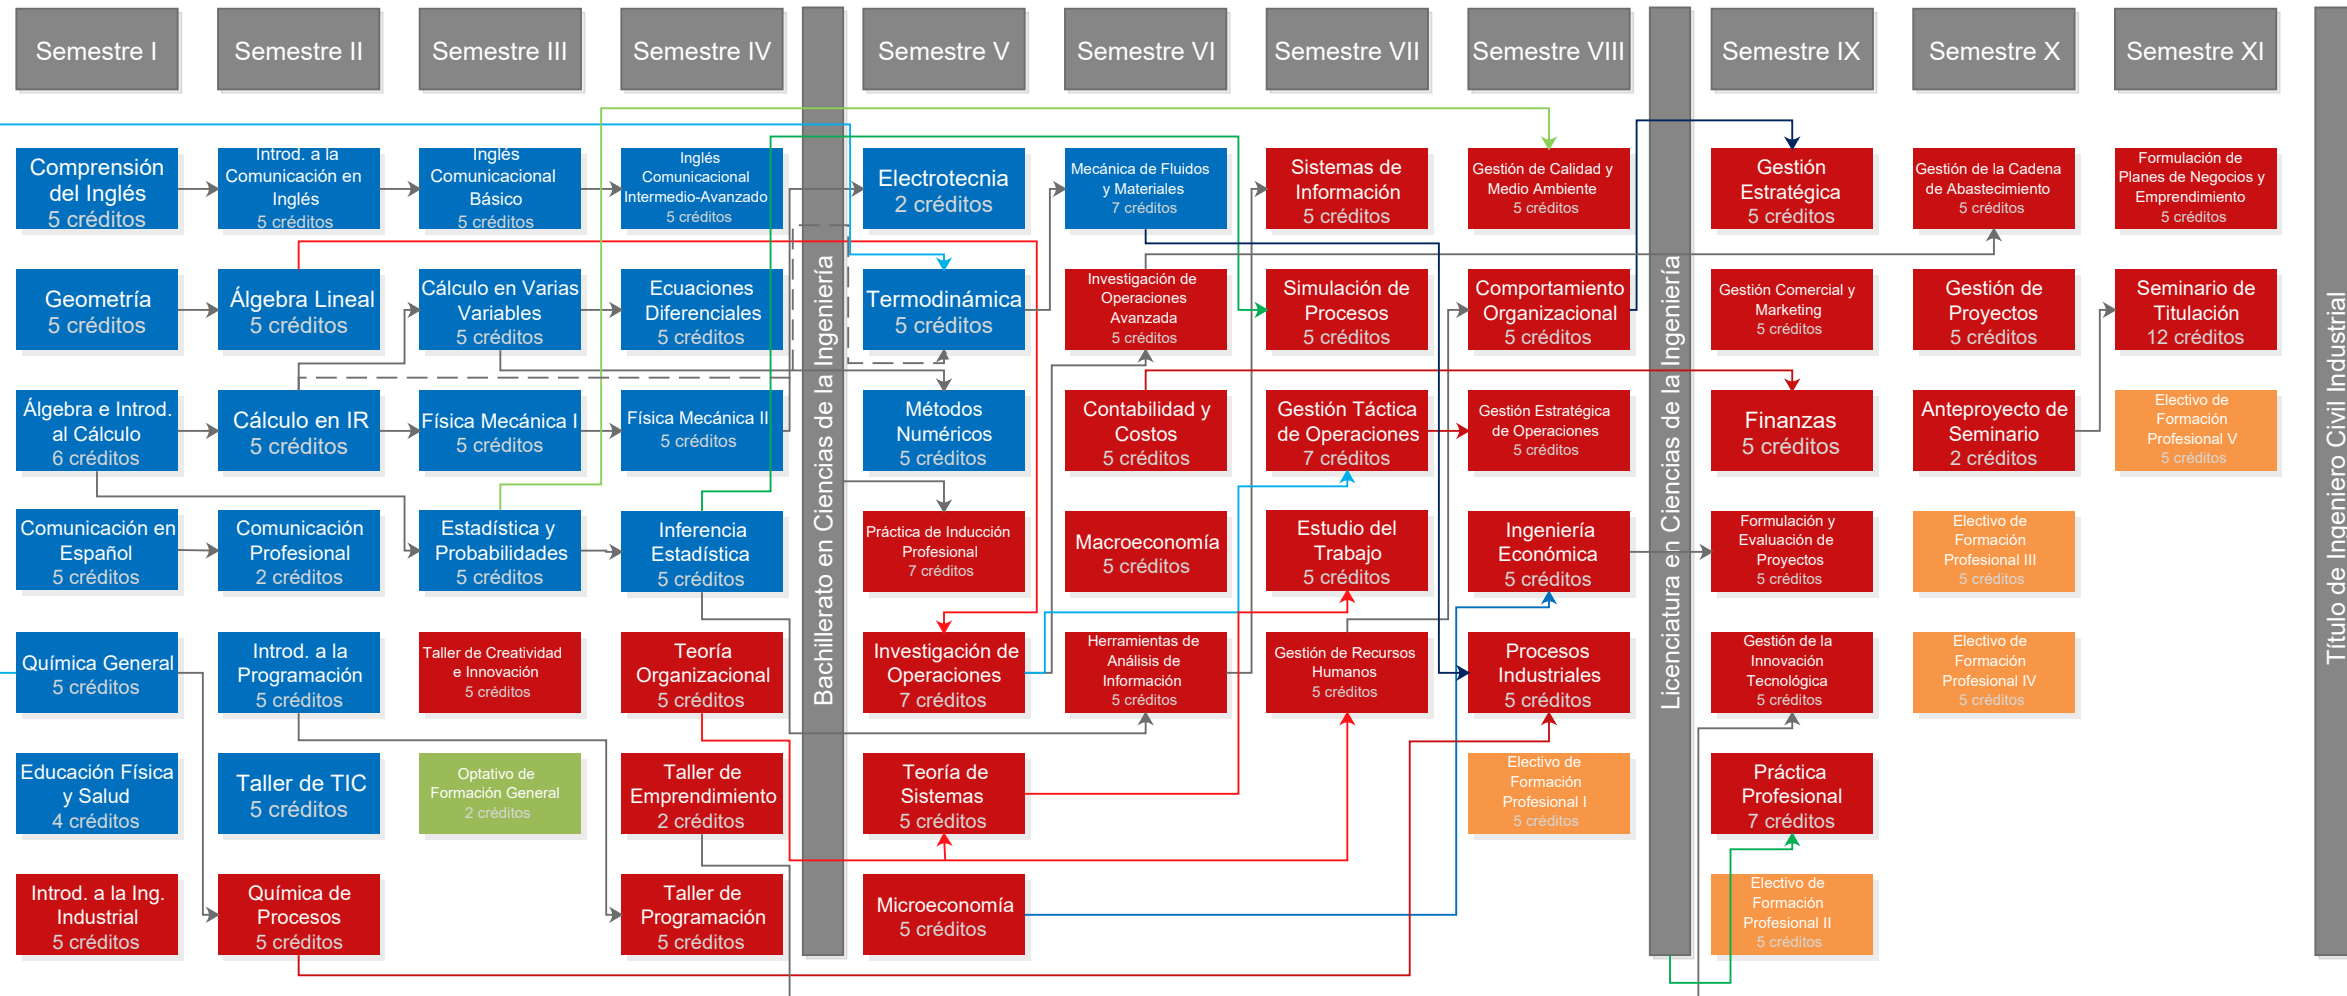 Semestre I
Semestre II
Semestre III
Semestre IV
Semestre V
Semestre VI
Semestre VII
Semestre VIII
Semestre IX
Semestre X
Semestre XI
Comprensión
del Inglés
5 créditos
Introd. a la
Comunicación en
Inglés
5 créditos
Inglés
Comunicacional
Básico
5 créditos
Inglés
Comunicacional
Intermedio-Avanzado
5 créditos
Electrotecnia
2 créditos
Mecánica de Fluidos
y Materiales
7 créditos
Sistemas de
Información
5 créditos
Gestión de Calidad y
Medio Ambiente
5 créditos
Gestión
Estratégica
5 créditos
Gestión de la Cadena
de Abastecimiento
5 créditos
Formulación de
Planes de Negocios y
Emprendimiento
5 créditos
Geometría
5 créditos
Álgebra Lineal
5 créditos
Cálculo en Varias
Variables
5 créditos
Ecuaciones
Diferenciales
5 créditos
Termodinámica
5 créditos
Investigación de
Operaciones
Avanzada
5 créditos
Simulación de
Procesos
5 créditos
Comportamiento
Organizacional
5 créditos
Gestión Comercial y
Marketing
5 créditos
Gestión de
Proyectos
5 créditos
Seminario de
Titulación
12 créditos
Álgebra e Introd.
al Cálculo
6 créditos
Cálculo en IR
5 créditos
Física Mecánica I
5 créditos
Física Mecánica II
5 créditos
Métodos
Numéricos
5 créditos
Contabilidad y
Costos
5 créditos
Gestión Táctica
de Operaciones
7 créditos
Gestión Estratégica
de Operaciones
5 créditos
Finanzas
5 créditos
Anteproyecto de
Seminario
2 créditos
Electivo de
Formación
Profesional V
5 créditos
Comunicación en
Español
5 créditos
Comunicación
Profesional
2 créditos
Estadística y
Probabilidades
5 créditos
Inferencia
Estadística
5 créditos
Práctica de Inducción
Profesional
7 créditos
Macroeconomía
5 créditos
Estudio del
Trabajo
5 créditos
Ingeniería
Económica
5 créditos
Formulación y
Evaluación de
Proyectos
5 créditos
Electivo de
Formación
Profesional III
5 créditos
Química General
5 créditos
Introd. a la
Programación
5 créditos
Taller de Creatividad
e Innovación
5 créditos
Teoría
Organizacional
5 créditos
Investigación de
Operaciones
7 créditos
Herramientas de
Análisis de
Información
5 créditos
Gestión de Recursos
Humanos
5 créditos
Procesos
Industriales
5 créditos
Gestión de la
Innovación
Tecnológica
5 créditos
Electivo de
Formación
Profesional IV
5 créditos
Educación Física
y Salud
4 créditos
Taller de TIC
5 créditos
Optativo de
Formación General
2 créditos
Taller de
Emprendimiento
2 créditos
Teoría de
Sistemas
5 créditos
Electivo de
Formación
Profesional I
5 créditos
Práctica
Profesional
7 créditos
Introd. a la Ing.
Industrial
5 créditos
Química de
Procesos
5 créditos
Taller de
Programación
5 créditos
Microeconomía
5 créditos
Electivo de
Formación
Profesional II
5 créditos
Bachillerato en Ciencias de la Ingeniería
Licenciatura en Ciencias de la Ingeniería
Título de Ingeniero Civil Industrial